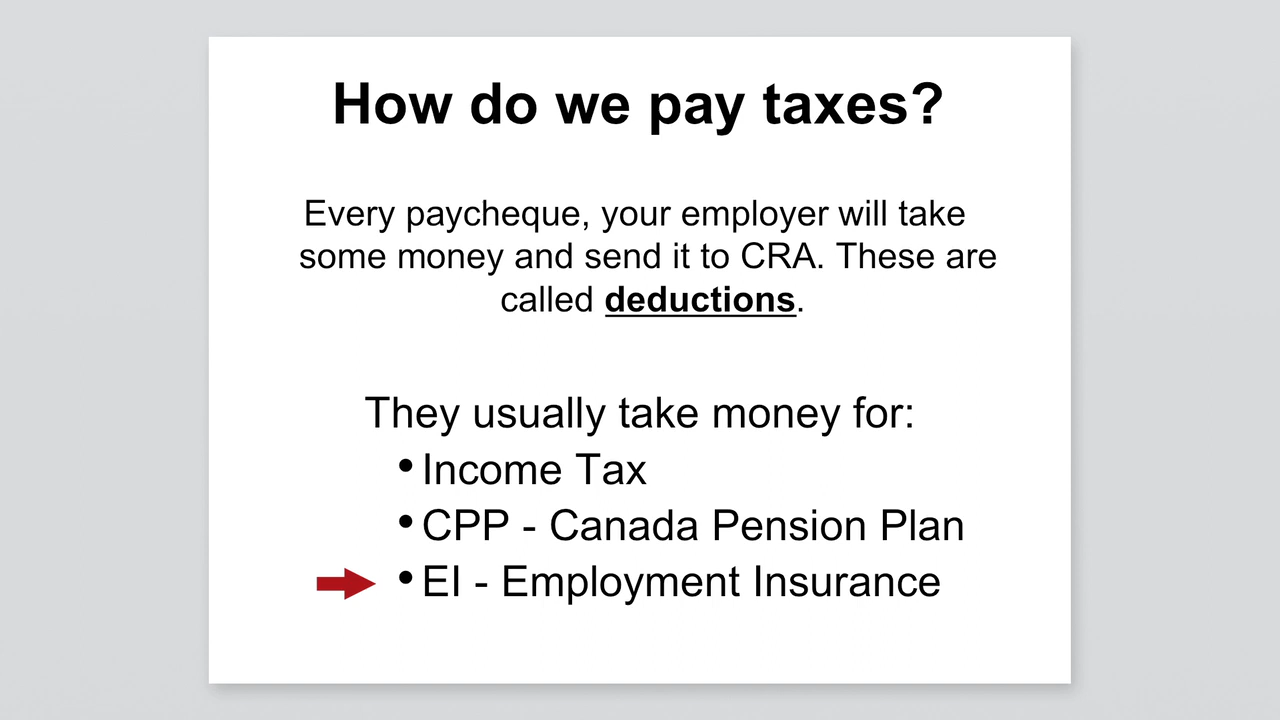 How do we pay taxes?
Every paycheque, your employer will take
some money and send it to CRA. These are
called deductions.
They usually take money for:
• Income Tax
• CPP - Canada Pension Plan
• EI - Employment Insurance